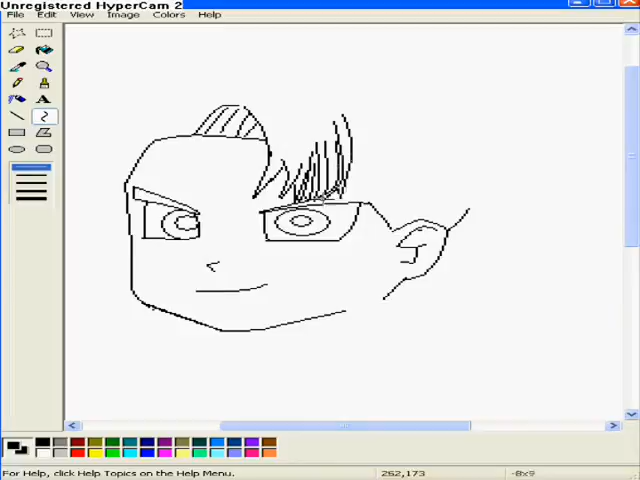 Unregistered HyperCam 2
File Edit View Image Colors Help
A
For Help, click Help Topics on the Help Menu.
262,173
-8x9